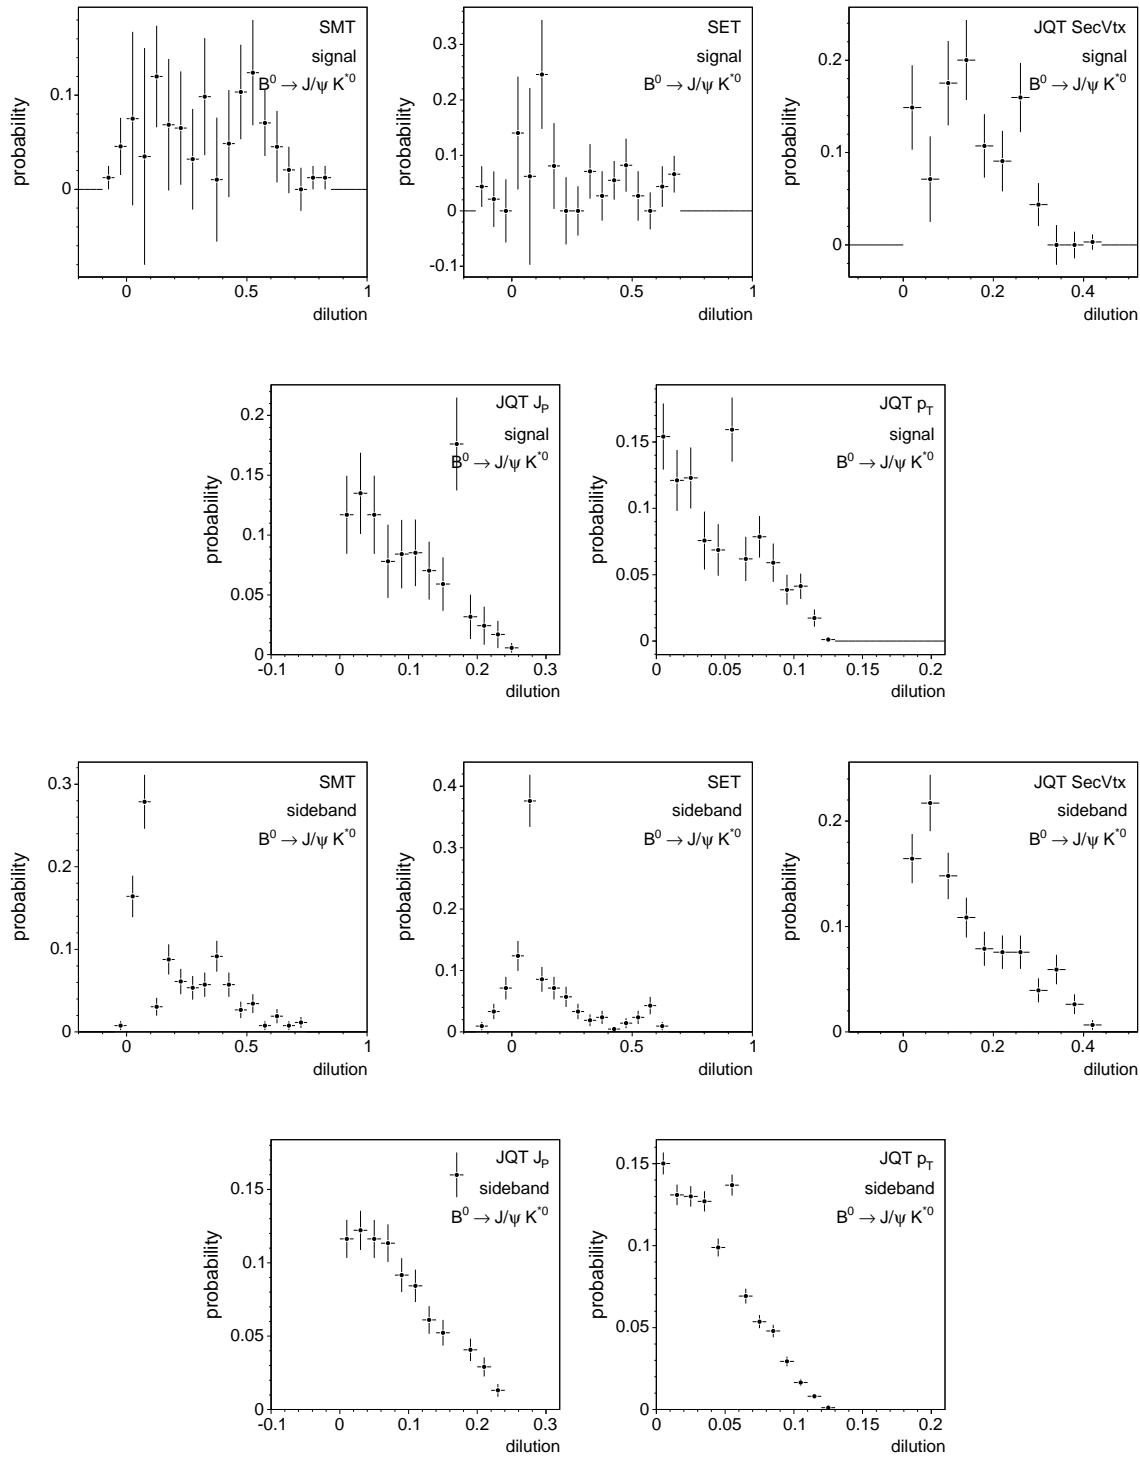 SMT
signal
B⁰ → J/ψ K*⁰
probability
0.1
0
0
0.5
1
dilution
SET
signal
B⁰ → J/ψ K*⁰
probability
0.3
0.2
0.1
0
-0.1
0
0.5
1
dilution
JQT SecVtx
signal
B⁰ → J/ψ K*⁰
probability
0.2
0.1
0
0
0.2
0.4
dilution
JQT J_P
signal
B⁰ → J/ψ K*⁰
probability
0.2
0.15
0.1
0.05
0
-0.1
0
0.1
0.2
0.3
dilution
JQT p_T
signal
B⁰ → J/ψ K*⁰
probability
0.15
0.1
0.05
0
0
0.05
0.1
0.15
0.2
dilution
SMT
sideband
B⁰ → J/ψ K*⁰
probability
0.3
0.2
0.1
0
0
0.5
1
dilution
SET
sideband
B⁰ → J/ψ K*⁰
probability
0.4
0.3
0.2
0.1
0
0
0.5
1
dilution
JQT SecVtx
sideband
B⁰ → J/ψ K*⁰
probability
0.2
0.1
0
0
0.2
0.4
dilution
JQT J_P
sideband
B⁰ → J/ψ K*⁰
probability
0.15
0.1
0.05
0
-0.1
0
0.1
0.2
0.3
dilution
JQT p_T
sideband
B⁰ → J/ψ K*⁰
probability
0.15
0.1
0.05
0
0
0.05
0.1
0.15
0.2
dilution